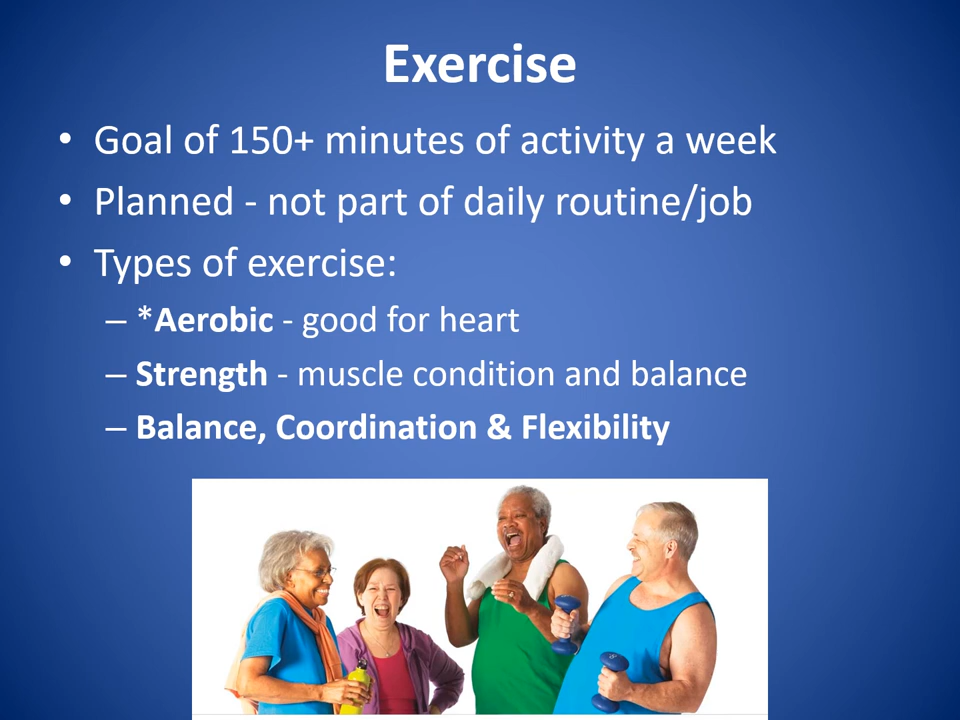 Exercise
• Goal of 150+ minutes of activity a week
• Planned - not part of daily routine/job
• Types of exercise:
– *Aerobic - good for heart
– Strength - muscle condition and balance
– Balance, Coordination & Flexibility